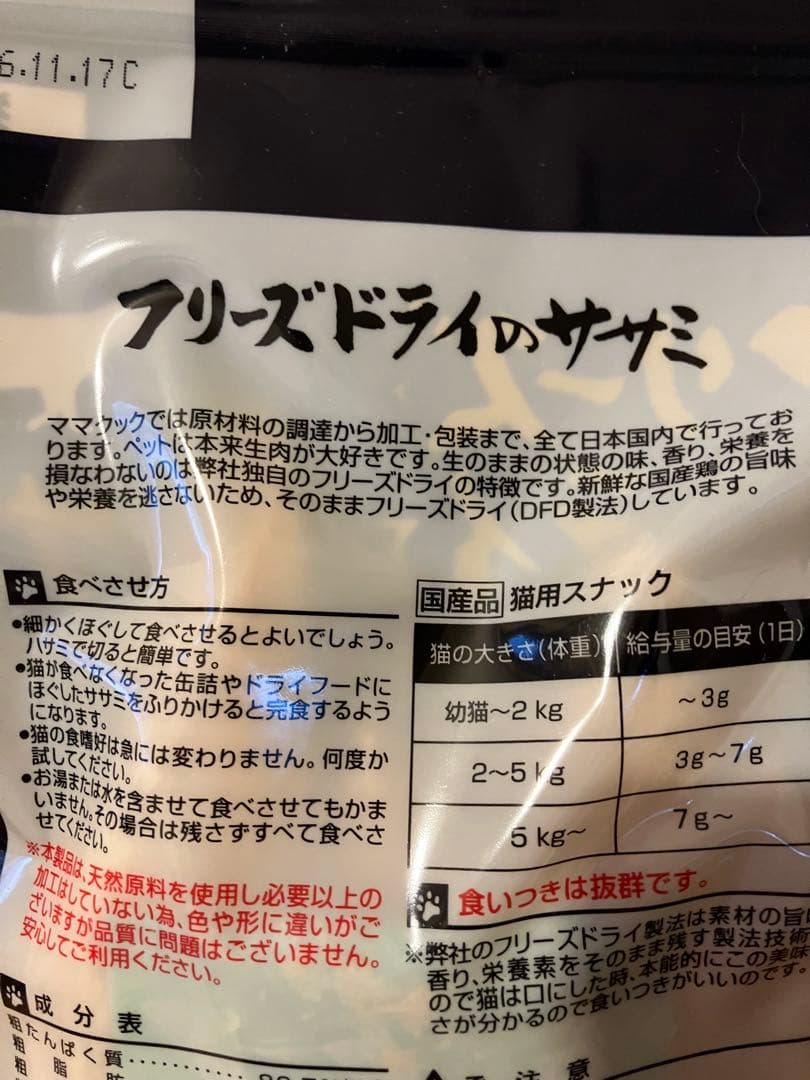 6.11.17C
フリーズドライのササミ
ママクックでは原材料の調達から加工・包装まで、全て日本国内で行ってお
ります。ペットは本来生肉が大好きです。生のままの状態の味、香り、栄養を
損なわないのは弊社独自のフリーズドライの特徴です。新鮮な国産鶏の旨味
や栄養を逃さないため、そのままフリーズドライ(DFD製法)しています。
食べさせ方
●細かくほぐして食べさせるとよいでしょう。
ハサミで切ると簡単です。
●猫が食べなくなった缶詰やドライフードに
ほぐしたササミをふりかけると完食するよう
になります。
●猫の食嗜好は急には変わりません。何度か
試してください。
●お湯または水を含ませて食べさせてもかま
いません。その場合は残さずすべて食べさ
せてください。
※本製品は、天然原料を使用し必要以上の
加工はしていない為、色や形に違いがご
ざいますが品質に問題はございません。
安心してご利用ください。
成分表
粗たんぱく質
粗脂肪
国産品 猫用スナック
猫の大きさ(体重) 給与量の目安(1日)
幼猫～2kg ～3g
2～5kg 3g～7g
5kg～ 7g～
食いつきは抜群です。
※弊社のフリーズドライ製法は素材の旨
香り、栄養素をそのまま残す製法技術
ので猫は口にした時、本能的にこの美味
さが分かるので食いつきがいいのです。
ご注意